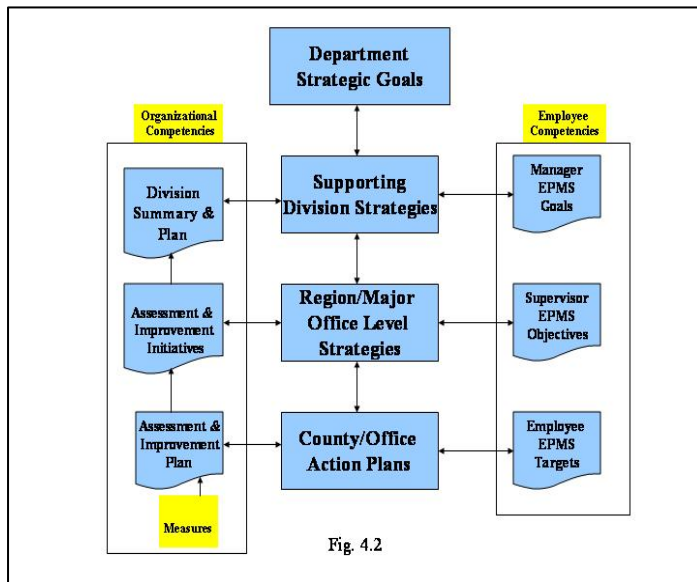 Department
Strategic Goals
Organizational
Competencies
Employee
Competencies
Division
Summary &
Plan
Supporting
Division Strategies
Manager
EPMS
Goals
Assessment &
Improvement
Initiatives
Region/Major
Office Level
Strategies
Supervisor
EPMS
Objectives
Assessment &
Improvement
Plan
County/Office
Action Plans
Employee
EPMS
Targets
Measures
Fig. 4.2